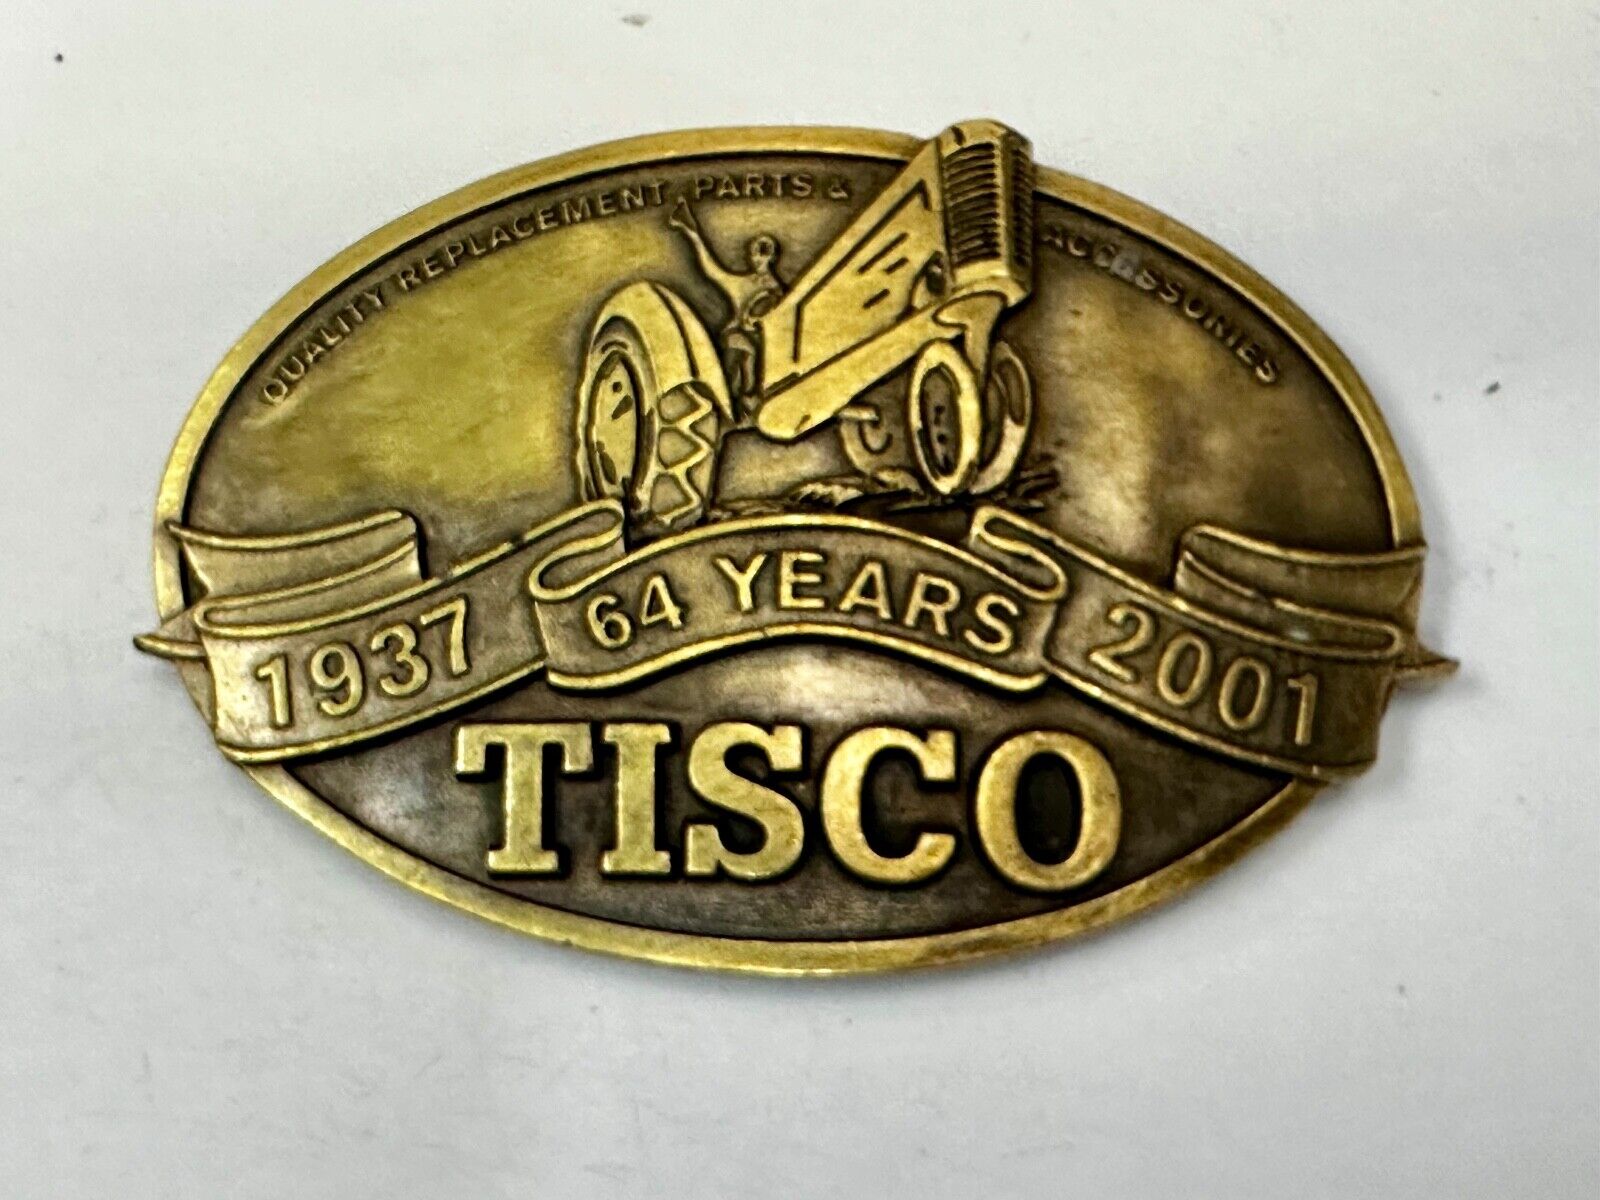 QUALITY REPLACEMENT PARTS & ACCESSORIES
1937 64 YEARS 2001
TISCO